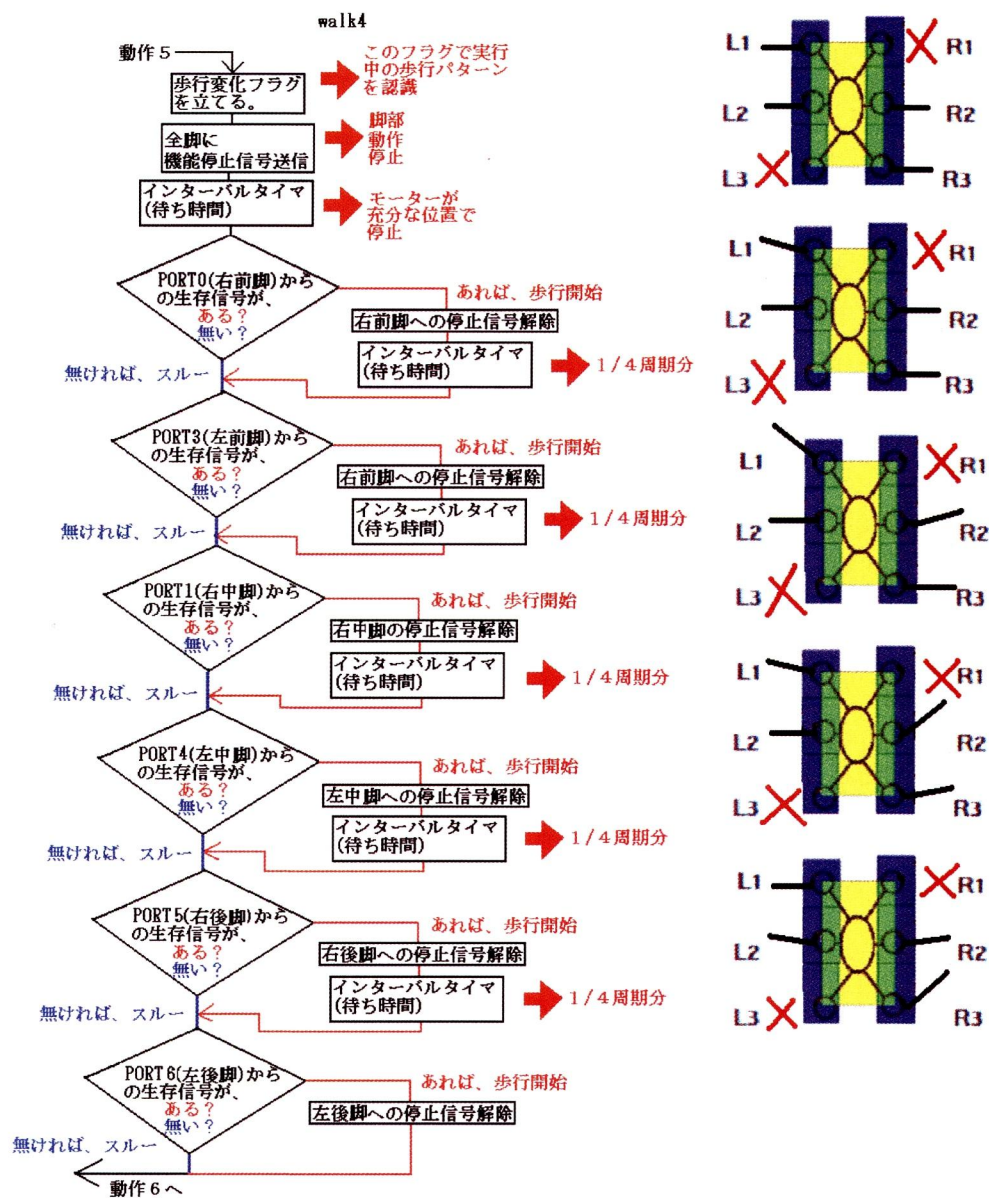 walk4
動作5
歩行変化フラグ
を立てる。
このフラグで実行
中の歩行パターン
を認識
全脚に
機能停止信号送信
脚部
動作
停止
インターバルタイマ
(待ち時間)
モーターが
充分な位置で
停止
PORT0(右前脚)から
の生存信号が、
ある?
無い?
あれば、歩行開始
右前脚への停止信号解除
インターバルタイマ
(待ち時間)
1/4周期分
無ければ、スルー
PORT3(左前脚)から
の生存信号が、
ある?
無い?
あれば、歩行開始
右前脚への停止信号解除
インターバルタイマ
(待ち時間)
1/4周期分
無ければ、スルー
PORT1(右中脚)から
の生存信号が、
ある?
無い?
あれば、歩行開始
右中脚の停止信号解除
インターバルタイマ
(待ち時間)
1/4周期分
無ければ、スルー
PORT4(左中脚)から
の生存信号が、
ある?
無い?
あれば、歩行開始
左中脚への停止信号解除
インターバルタイマ
(待ち時間)
1/4周期分
無ければ、スルー
PORT5(右後脚)から
の生存信号が、
ある?
無い?
あれば、歩行開始
右後脚への停止信号解除
インターバルタイマ
(待ち時間)
1/4周期分
無ければ、スルー
PORT6(左後脚)から
の生存信号が、
ある?
無い?
あれば、歩行開始
左後脚への停止信号解除
無ければ、スルー
動作6へ
L1 R1
L2 R2
L3 R3
L1 R1
L2 R2
L3 R3
L1 R1
L2 R2
L3 R3
L1 R1
L2 R2
L3 R3
L1 R1
L2 R2
L3 R3